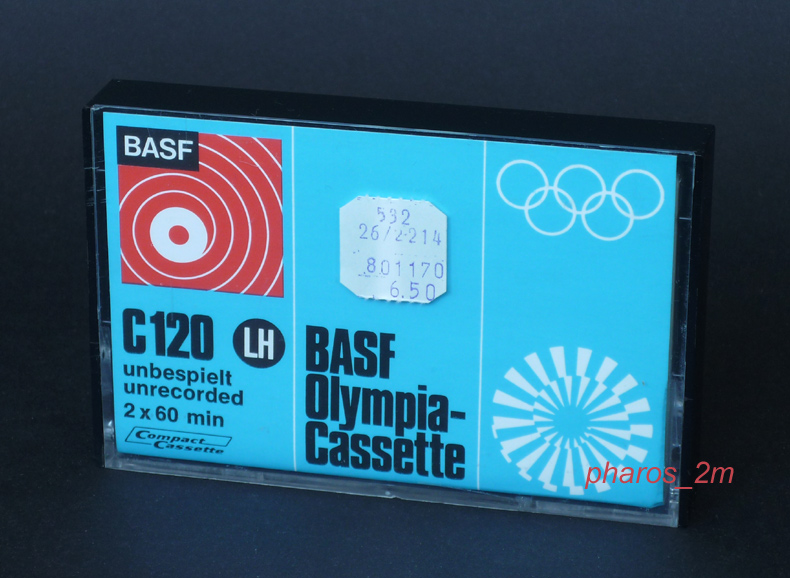 BASF
C120 LH
unbespielt
unrecorded
2 x 60 min
Compact
Cassette
532
26/2-214
801170
6.50
BASF
Olympia-
Cassette
pharos_2m